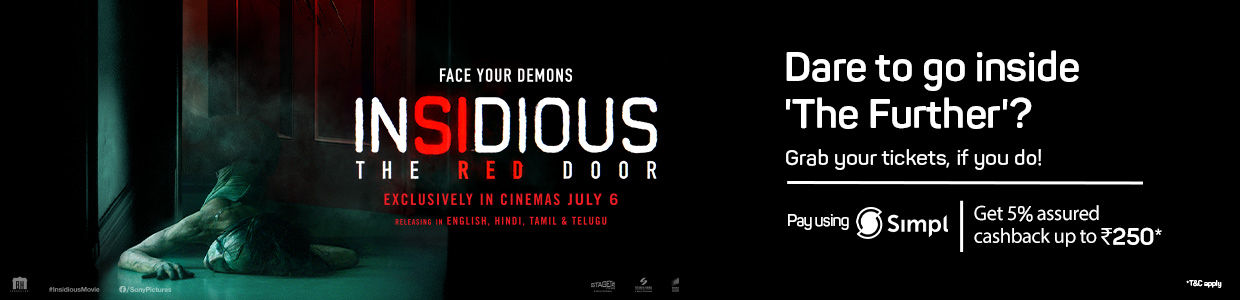 FACE YOUR DEMONS
INSIDIOUS
THE RED DOOR
EXCLUSIVELY IN CINEMAS JULY 6
RELEASING IN ENGLISH, HINDI, TAMIL & TELUGU
#InsidiousMovie
/SonyPictures
Dare to go inside
'The Further'?
Grab your tickets, if you do!
Pay using Simpl
Get 5% assured
cashback up to ₹250*
*T&C apply